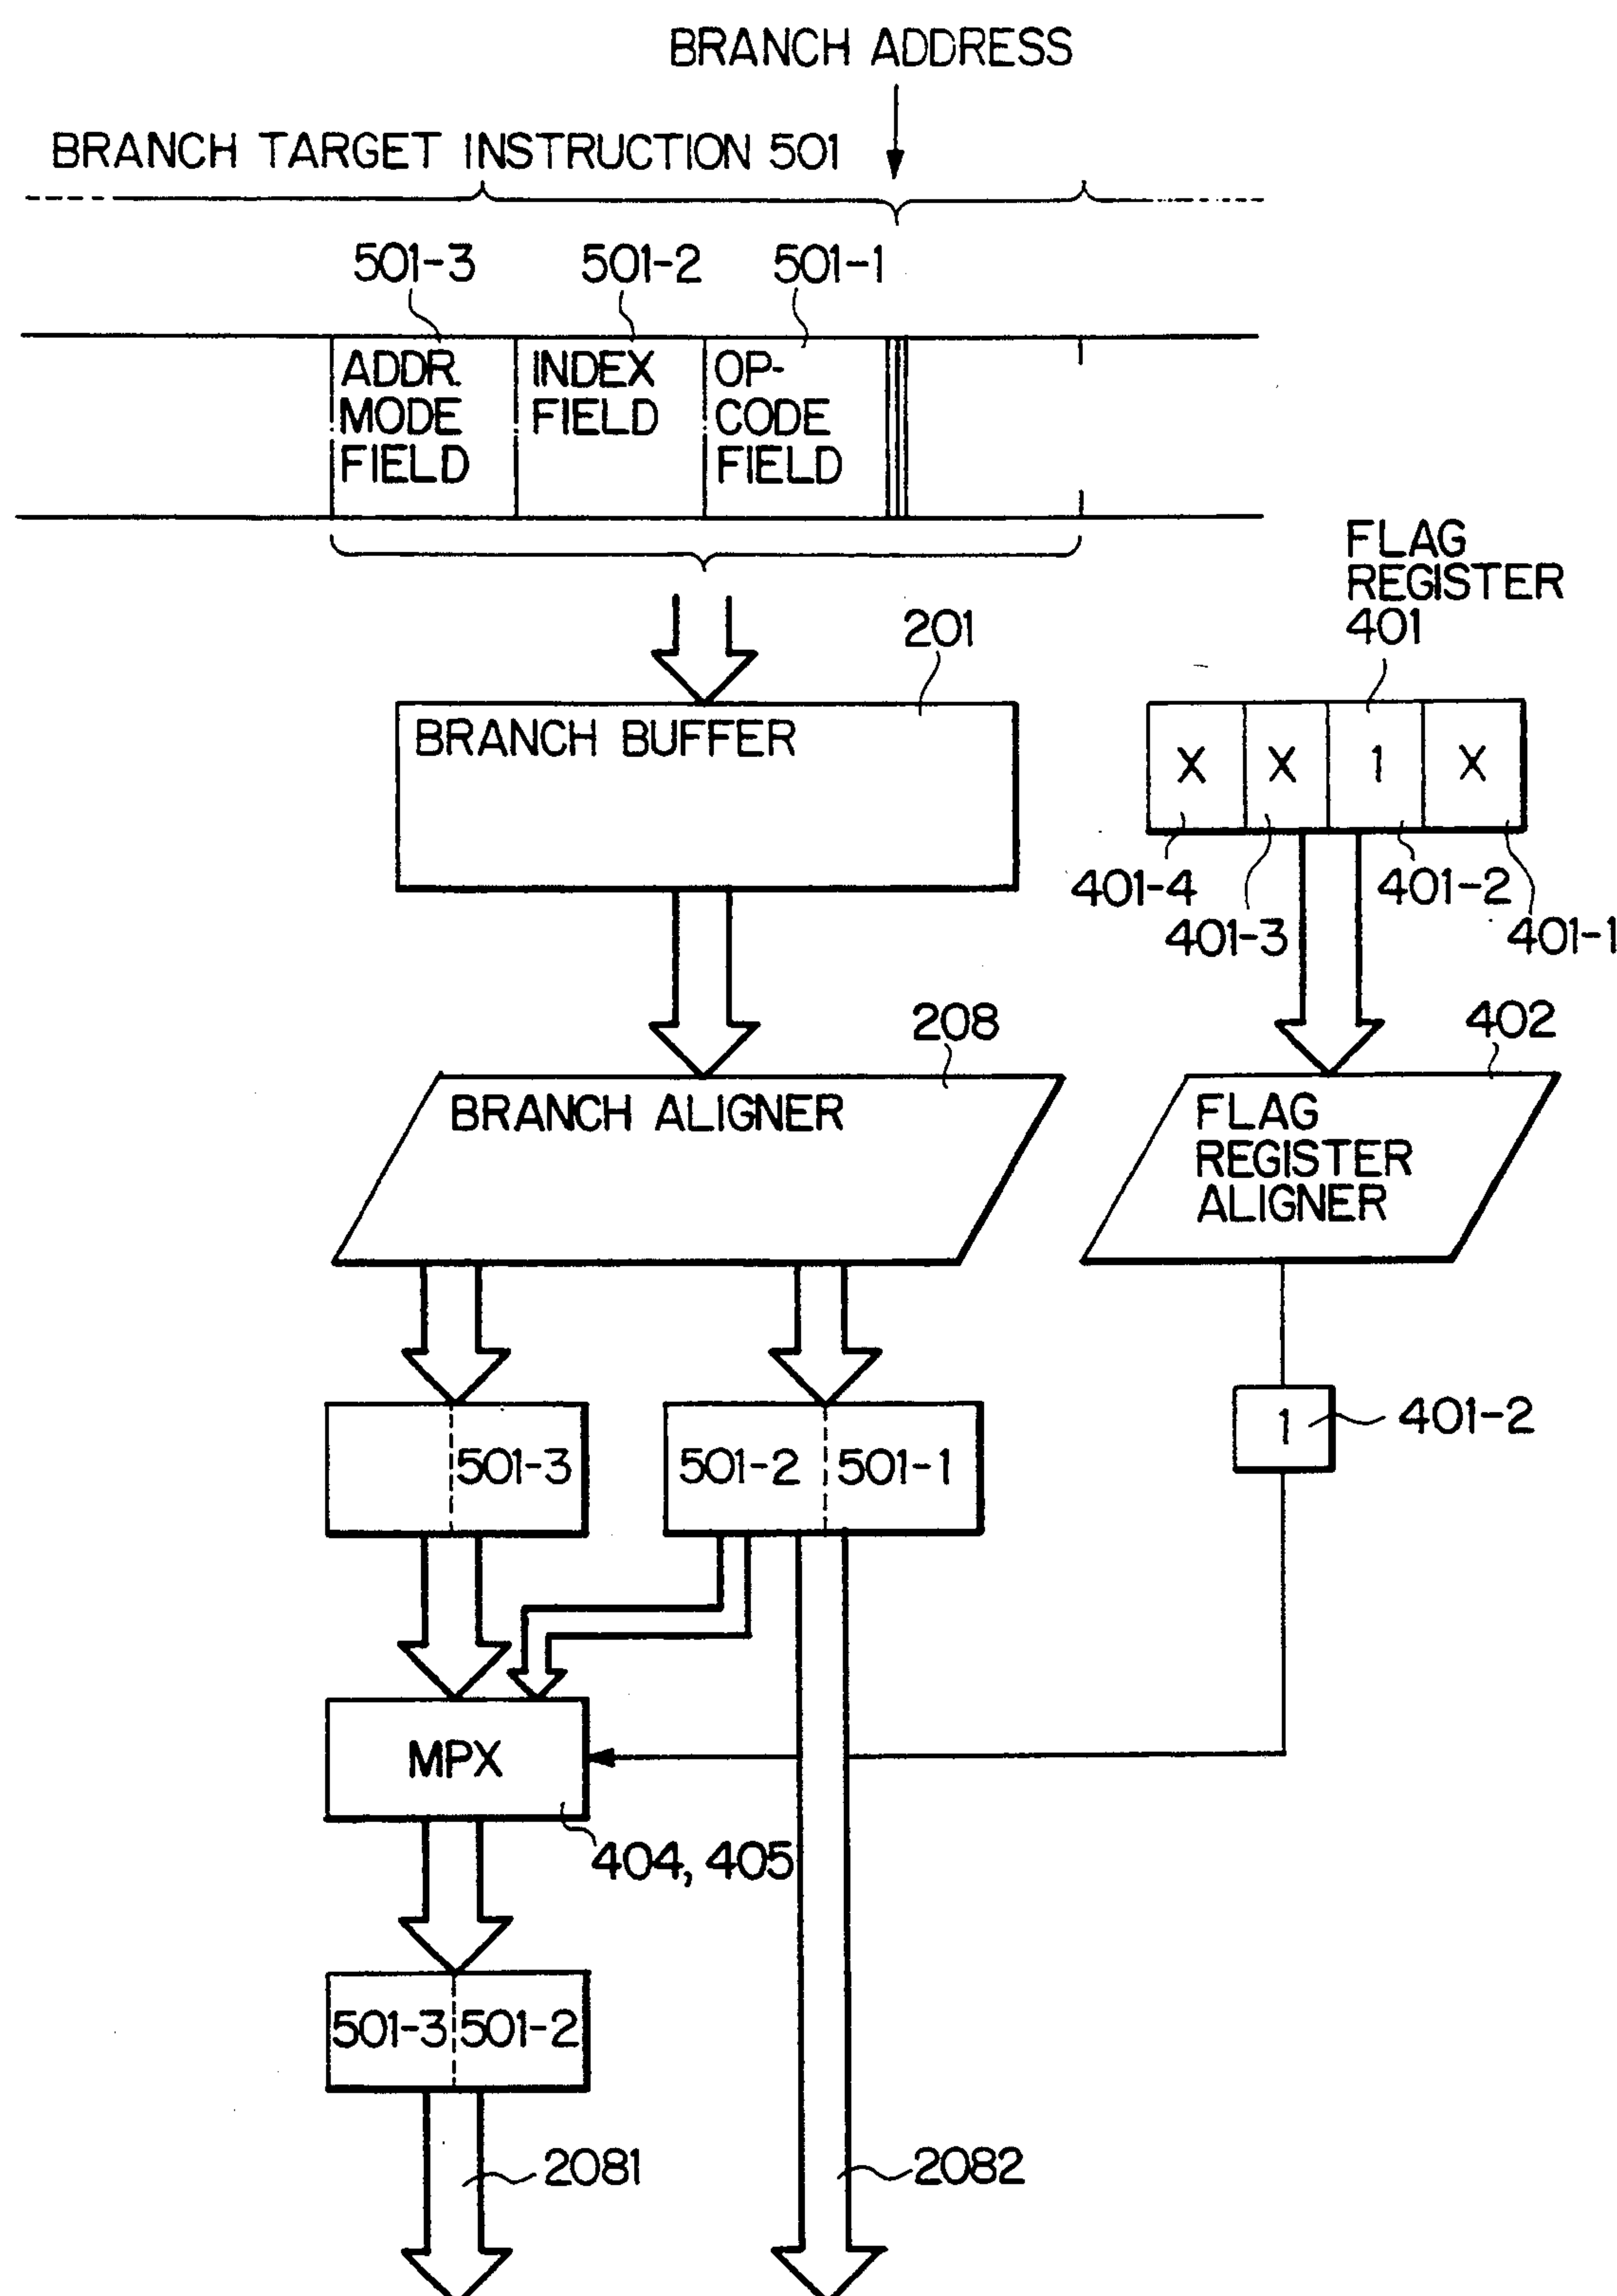 BRANCH ADDRESS
BRANCH TARGET INSTRUCTION 501
501-3
501-2
501-1
ADDR.
MODE
FIELD
INDEX
FIELD
OP-
CODE
FIELD
FLAG
REGISTER
401
201
BRANCH BUFFER
X
X
1
X
401-4
401-3
401-2
401-1
208
402
BRANCH ALIGNER
FLAG
REGISTER
ALIGNER
501-3
501-2
501-1
1
401-2
MPX
404, 405
501-3
501-2
2081
2082